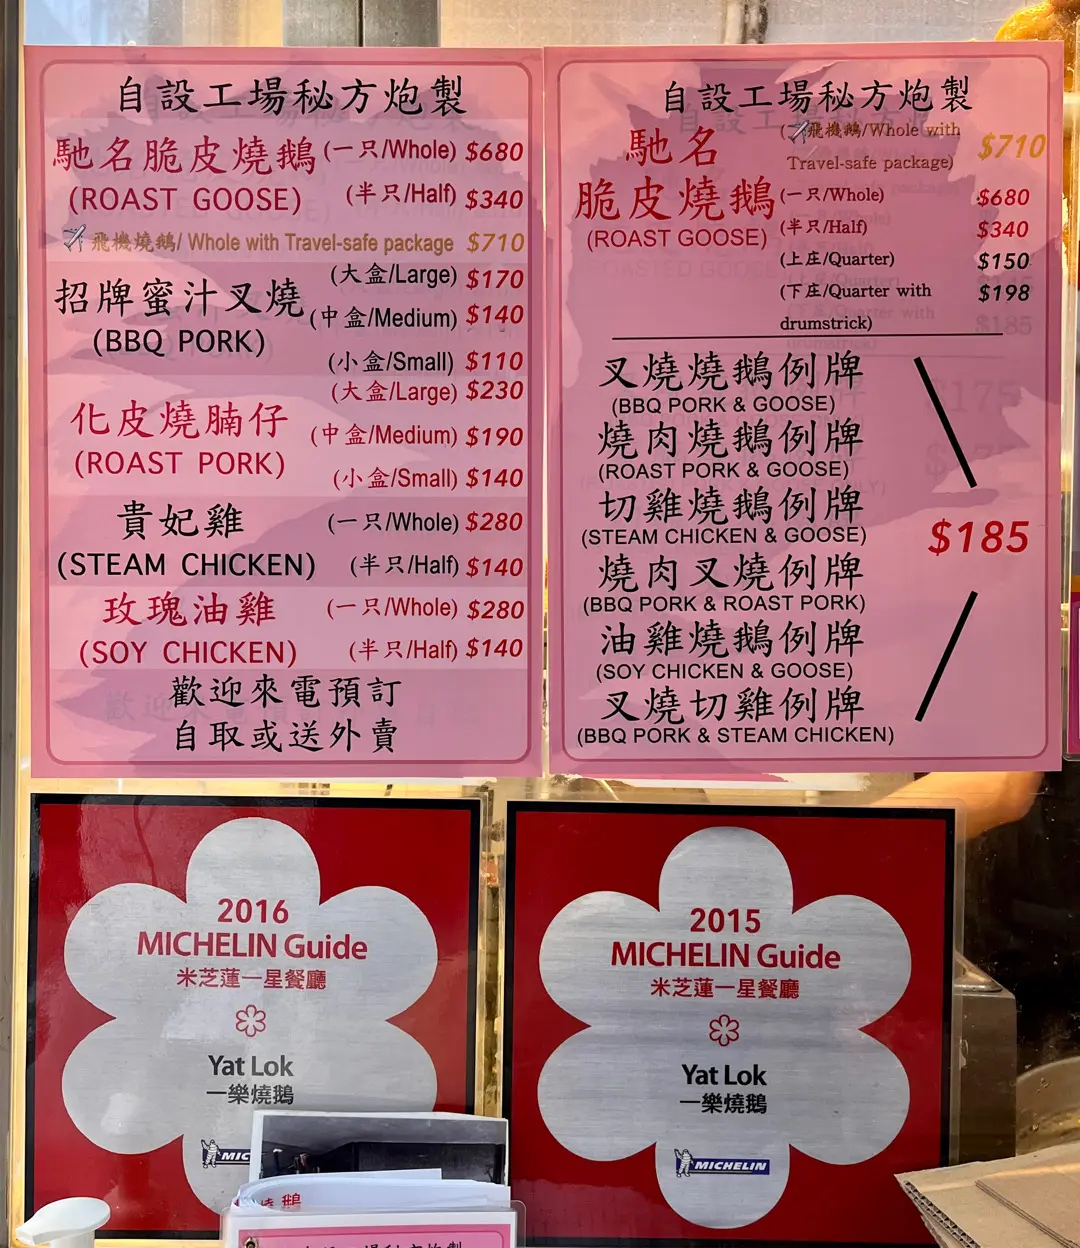 自設工場秘方炮製
馳名脆皮燒鵝 (一只/Whole) $680
(ROAST GOOSE) (半只/Half) $340
飛機燒鵝/ Whole with Travel-safe package $710
招牌蜜汁叉燒 (大盒/Large) $170
(BBQ PORK) (中盒/Medium) $140
(小盒/Small) $110
化皮燒腩仔 (大盒/Large) $230
(ROAST PORK) (中盒/Medium) $190
(小盒/Small) $140
貴妃雞 (一只/Whole) $280
(STEAM CHICKEN) (半只/Half) $140
玫瑰油雞 (一只/Whole) $280
(SOY CHICKEN) (半只/Half) $140
歡迎來電預訂
自取或送外賣
自設工場秘方炮製
馳名
脆皮燒鵝
(ROAST GOOSE)
(飛機鵝/Whole with
Travel-safe package) $710
(一只/Whole) $680
(半只/Half) $340
(上庄/Quarter) $150
(下庄/Quarter with $198
drumstrick)
叉燒燒鵝例牌
(BBQ PORK & GOOSE)
燒肉燒鵝例牌
(ROAST PORK & GOOSE)
切雞燒鵝例牌
(STEAM CHICKEN & GOOSE)
$185
燒肉叉燒例牌
(BBQ PORK & ROAST PORK)
油雞燒鵝例牌
(SOY CHICKEN & GOOSE)
叉燒切雞例牌
(BBQ PORK & STEAM CHICKEN)
2016
MICHELIN Guide
米芝蓮一星餐廳
Yat Lok
一樂燒鵝
MIC
2015
MICHELIN Guide
米芝蓮一星餐廳
Yat Lok
一樂燒鵝
MICHELIN
燒鵝